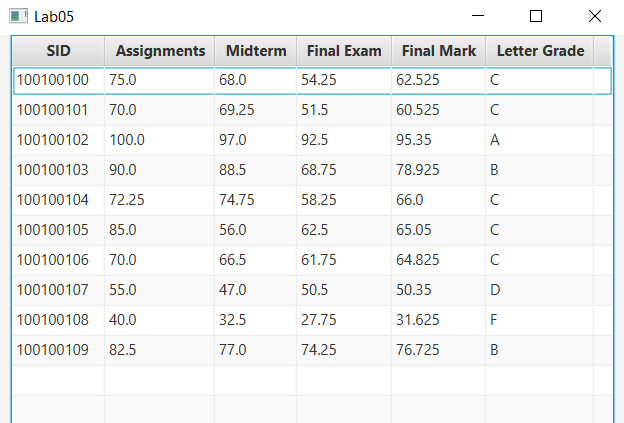 Lab05
SID Assignments Midterm Final Exam Final Mark Letter Grade
100100100 75.0 68.0 54.25 62.525 C
100100101 70.0 69.25 51.5 60.525 C
100100102 100.0 97.0 92.5 95.35 A
100100103 90.0 88.5 68.75 78.925 B
100100104 72.25 74.75 58.25 66.0 C
100100105 85.0 56.0 62.5 65.05 C
100100106 70.0 66.5 61.75 64.825 C
100100107 55.0 47.0 50.5 50.35 D
100100108 40.0 32.5 27.75 31.625 F
100100109 82.5 77.0 74.25 76.725 B